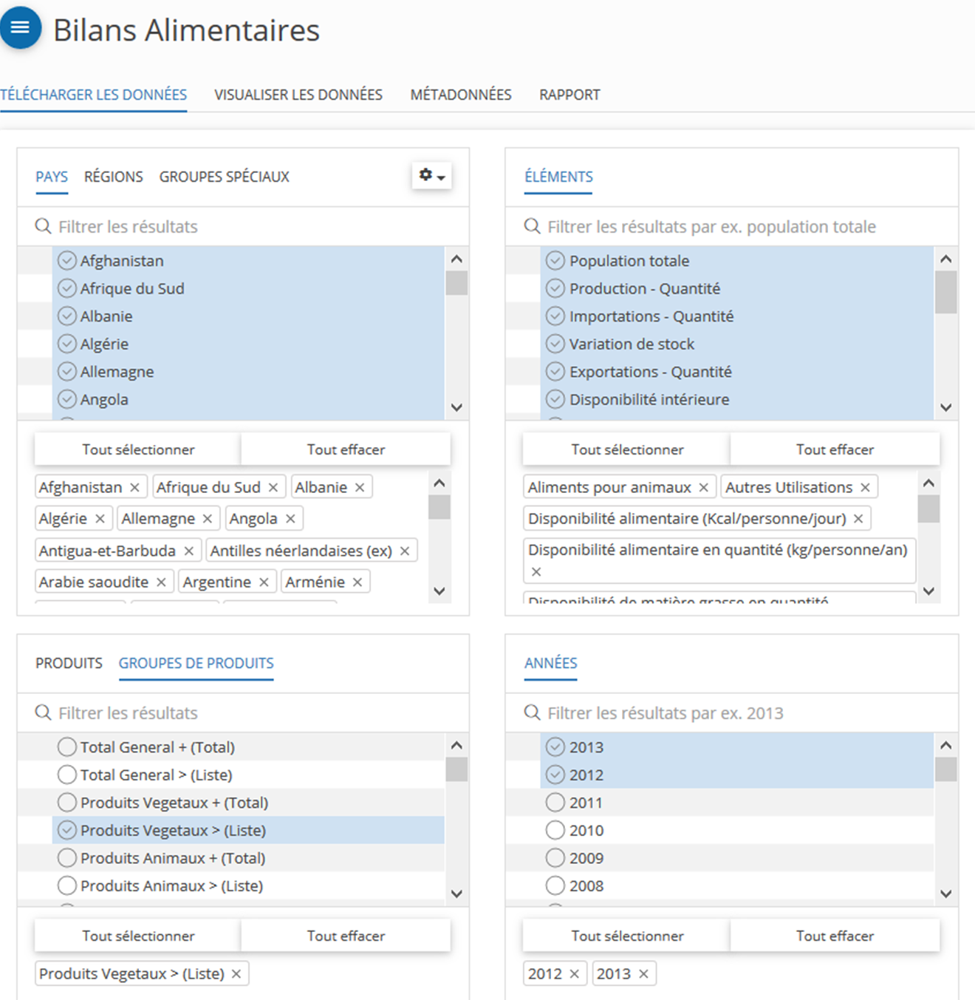 Bilans Alimentaires
TÉLÉCHARGER LES DONNÉES VISUALISER LES DONNÉES MÉTADONNÉES RAPPORT
PAYS RÉGIONS GROUPES SPÉCIAUX
Filtrer les résultats
Afghanistan
Afrique du Sud
Albanie
Algérie
Allemagne
Angola
Tout sélectionner Tout effacer
Afghanistan × Afrique du Sud × Albanie ×
Algérie × Allemagne × Angola ×
Antigua-et-Barbuda × Antilles néerlandaises (ex) ×
Arabie saoudite × Argentine × Arménie ×
ÉLÉMENTS
Filtrer les résultats par ex. population totale
Population totale
Production - Quantité
Importations - Quantité
Variation de stock
Exportations - Quantité
Disponibilité intérieure
Tout sélectionner Tout effacer
Aliments pour animaux × Autres Utilisations ×
Disponibilité alimentaire (Kcal/personne/jour) ×
Disponibilité alimentaire en quantité (kg/personne/an)
×
Disponibilité de matière grasse en quantité
PRODUITS GROUPES DE PRODUITS
Filtrer les résultats
Total General + (Total)
Total General > (Liste)
Produits Vegetaux + (Total)
Produits Vegetaux > (Liste)
Produits Animaux + (Total)
Produits Animaux > (Liste)
Tout sélectionner Tout effacer
Produits Vegetaux > (Liste) ×
ANNÉES
Filtrer les résultats par ex. 2013
2013
2012
2011
2010
2009
2008
Tout sélectionner Tout effacer
2012 × 2013 ×